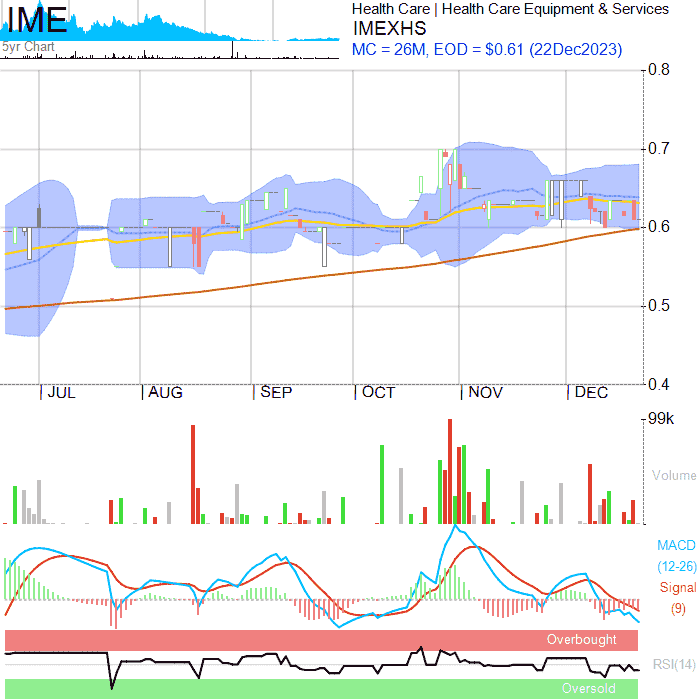 IME
Health Care | Health Care Equipment & Services
IMEXHS
5yr Chart
MC = 26M, EOD = $0.61 (22Dec2023)
0.8
0.7
0.6
0.5
0.4
JUL AUG SEP OCT NOV DEC
99k
Volume
MACD
(12-26)
Signal
(9)
Overbought
RSI(14)
Oversold